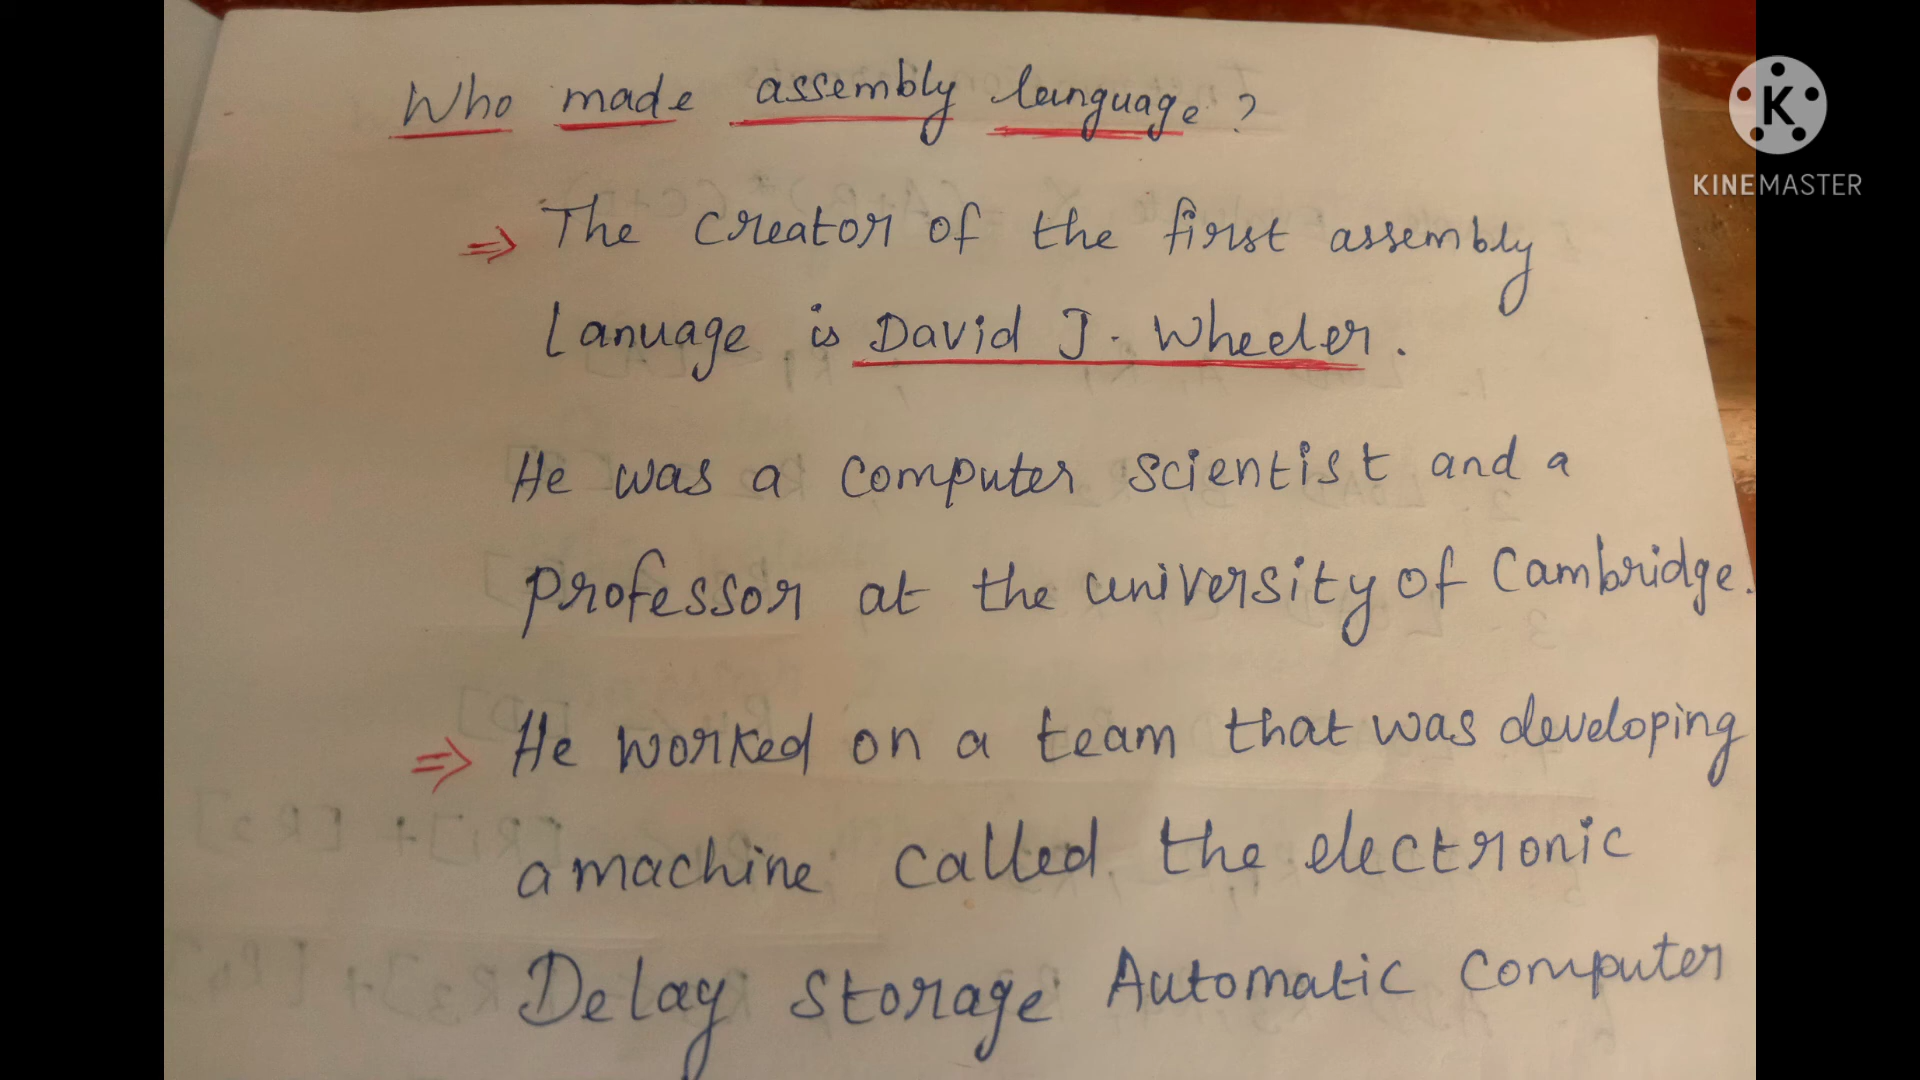 Who made assembly language?
⇒ The creator of the first assembly
Lanuage is David J. Wheeler.
He was a computer scientist and a
professor at the university of Cambridge.
⇒ He worked on a team that was developing
a machine called the electronic
Delay Storage Automatic Computer
K
KINEMASTER